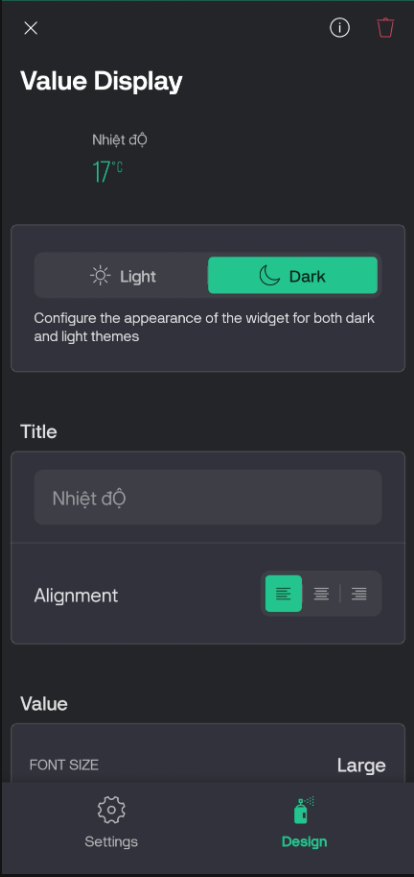 Value Display
Nhiệt độ
17°C
Light
Dark
Configure the appearance of the widget for both dark
and light themes
Title
Nhiệt độ
Alignment
Value
FONT SIZE
Large
Settings
Design